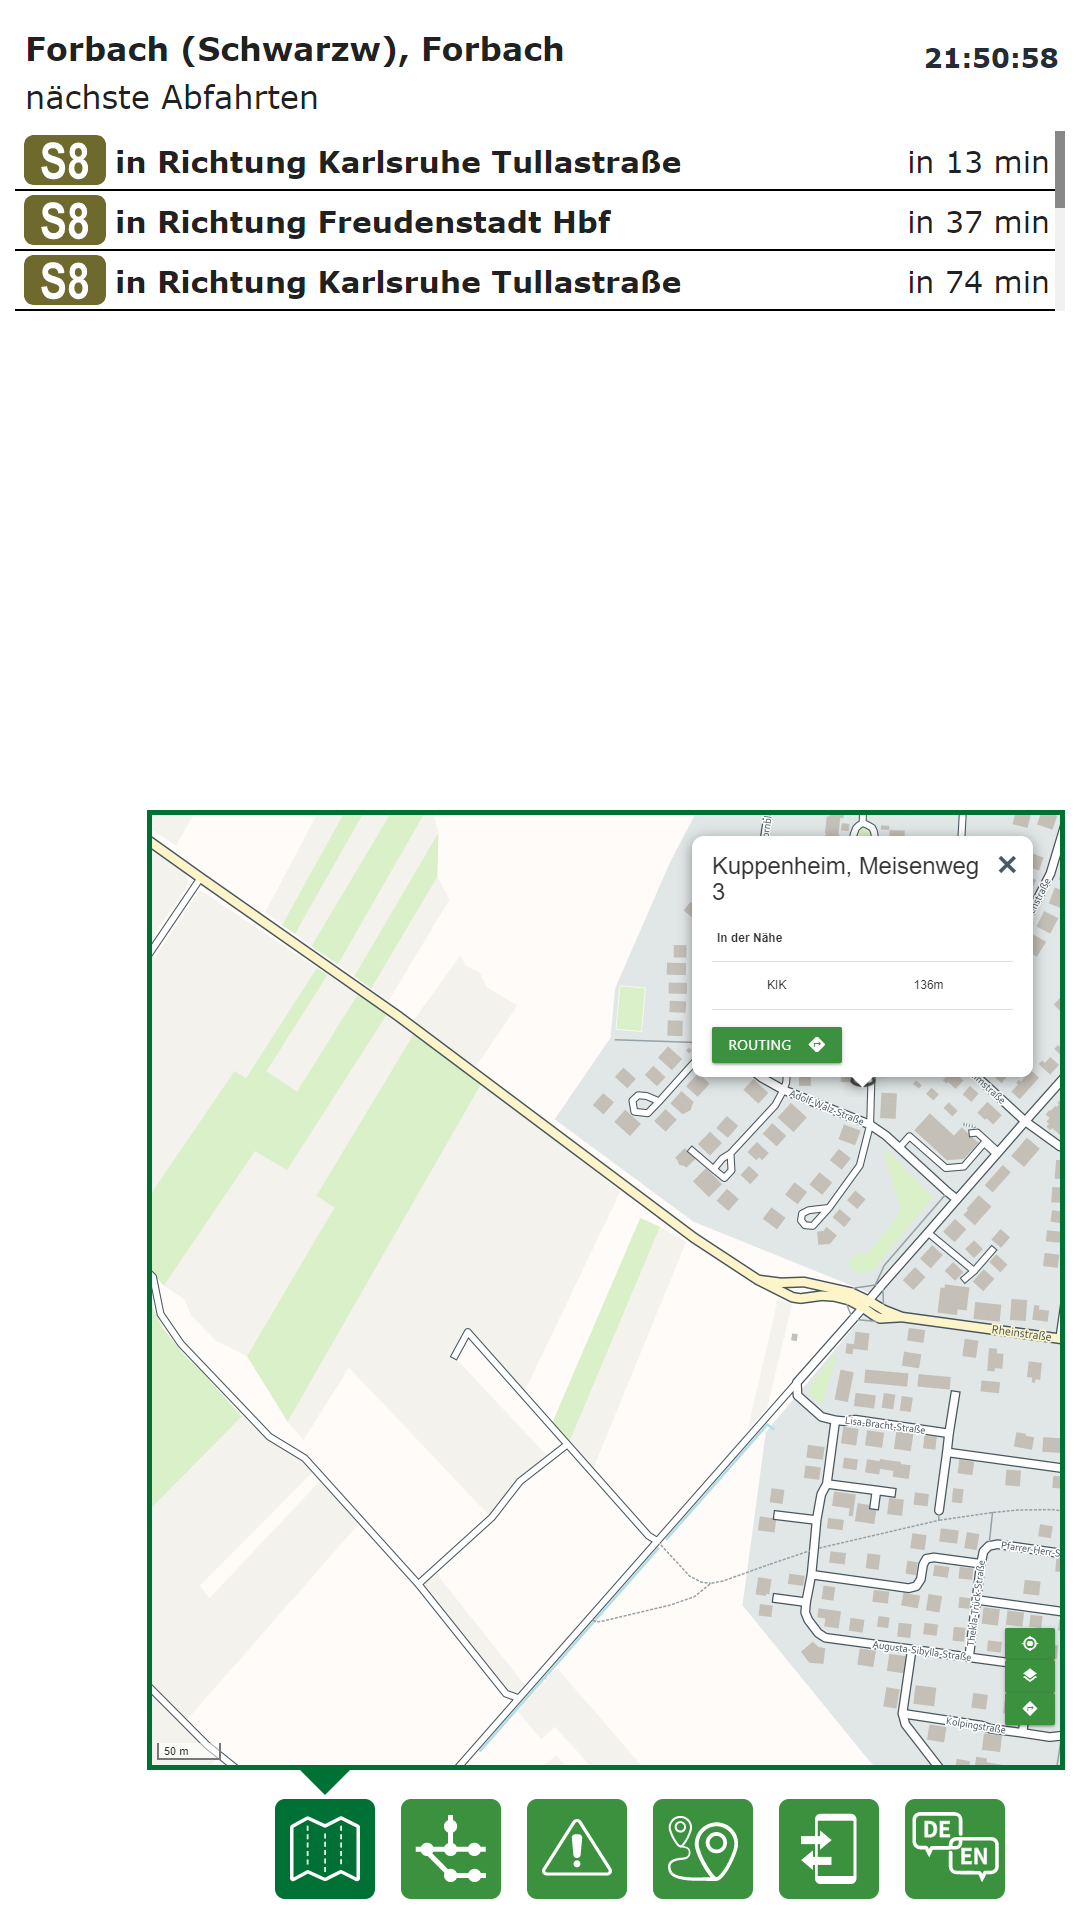 Forbach (Schwarzw), Forbach
21:50:58
nächste Abfahrten
S8 in Richtung Karlsruhe Tullastraße in 13 min
S8 in Richtung Freudenstadt Hbf in 37 min
S8 in Richtung Karlsruhe Tullastraße in 74 min
Kuppenheim, Meisenweg
3
In der Nähe
KIK 136m
ROUTING
Adolf-Walz-Straße
Rheinstraße
Lisa-Bracht-Straße
Pfarrer-Herr-S
Thekla-Trück-Straße
Augusta-Sibylla-Straße
Kolpingstraße
50 m
DE
EN